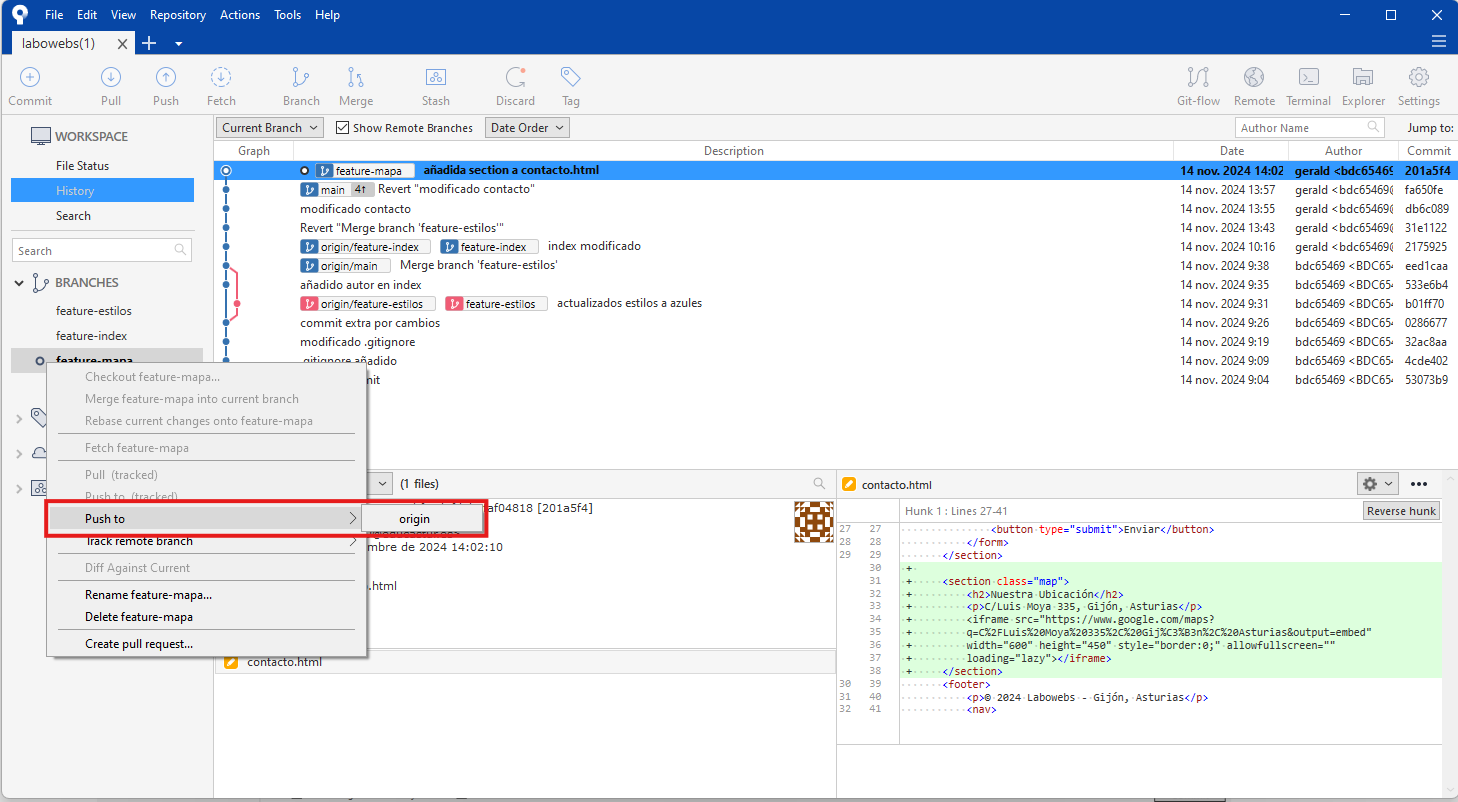 File Edit View Repository Actions Tools Help
labowebs(1)
Commit Pull Push Fetch Branch Merge Stash Discard Tag Git-flow Remote Terminal Explorer Settings
WORKSPACE
File Status
History
Search
Search
BRANCHES
feature-estilos
feature-index
feature-mapa
Current Branch Show Remote Branches Date Order Author Name Jump to:
Graph Description Date Author Commit
feature-mapa añadida section a contacto.html 14 nov. 2024 14:02 gerald <bdc65469 201a5f4
main 4↑ Revert "modificado contacto" 14 nov. 2024 13:57 gerald <bdc65469@ fa650fe
modificado contacto 14 nov. 2024 13:55 gerald <bdc65469@ db6c089
Revert "Merge branch 'feature-estilos'" 14 nov. 2024 13:43 gerald <bdc65469@ 31e1122
origin/feature-index feature-index index modificado 14 nov. 2024 10:16 gerald <bdc65469@ 2175925
origin/main Merge branch 'feature-estilos' 14 nov. 2024 9:38 bdc65469 <BDC654 eed1caa
añadido autor en index 14 nov. 2024 9:35 bdc65469 <BDC654 533e6b4
origin/feature-estilos feature-estilos actualizados estilos a azules 14 nov. 2024 9:31 bdc65469 <BDC654 b01ff70
commit extra por cambios 14 nov. 2024 9:26 bdc65469 <BDC654 0286677
modificado .gitignore 14 nov. 2024 9:19 bdc65469 <BDC654 32ac8aa
.gitignore añadido 14 nov. 2024 9:09 bdc65469 <BDC654 4cde402
mit 14 nov. 2024 9:04 bdc65469 <BDC654 53073b9
Checkout feature-mapa...
Merge feature-mapa into current branch
Rebase current changes onto feature-mapa
Fetch feature-mapa
Pull (tracked)
Push to (tracked)
Push to origin
Track remote branch
Diff Against Current
Rename feature-mapa...
Delete feature-mapa
Create pull request...
(1 files)
af04818 [201a5f4]
mbre de 2024 14:02:10
.html
contacto.html
contacto.html
Hunk 1 : Lines 27-41 Reverse hunk
27 27 <button type="submit">Enviar</button>
28 28 </form>
29 29 </section>
30 +
31 + <section class="map">
32 + <h2>Nuestra Ubicación</h2>
33 + <p>C/Luis Moya 335, Gijón, Asturias</p>
34 + <iframe src="https://www.google.com/maps?
35 + q=C%2FLuis%20Moya%20335%2C%20Gij%C3%B3n%2C%20Asturias&output=embed"
36 + width="600" height="450" style="border:0;" allowfullscreen=""
37 + loading="lazy"></iframe>
38 + </section>
30 39 <footer>
31 40 <p>© 2024 Labowebs - Gijón, Asturias</p>
32 41 <nav>